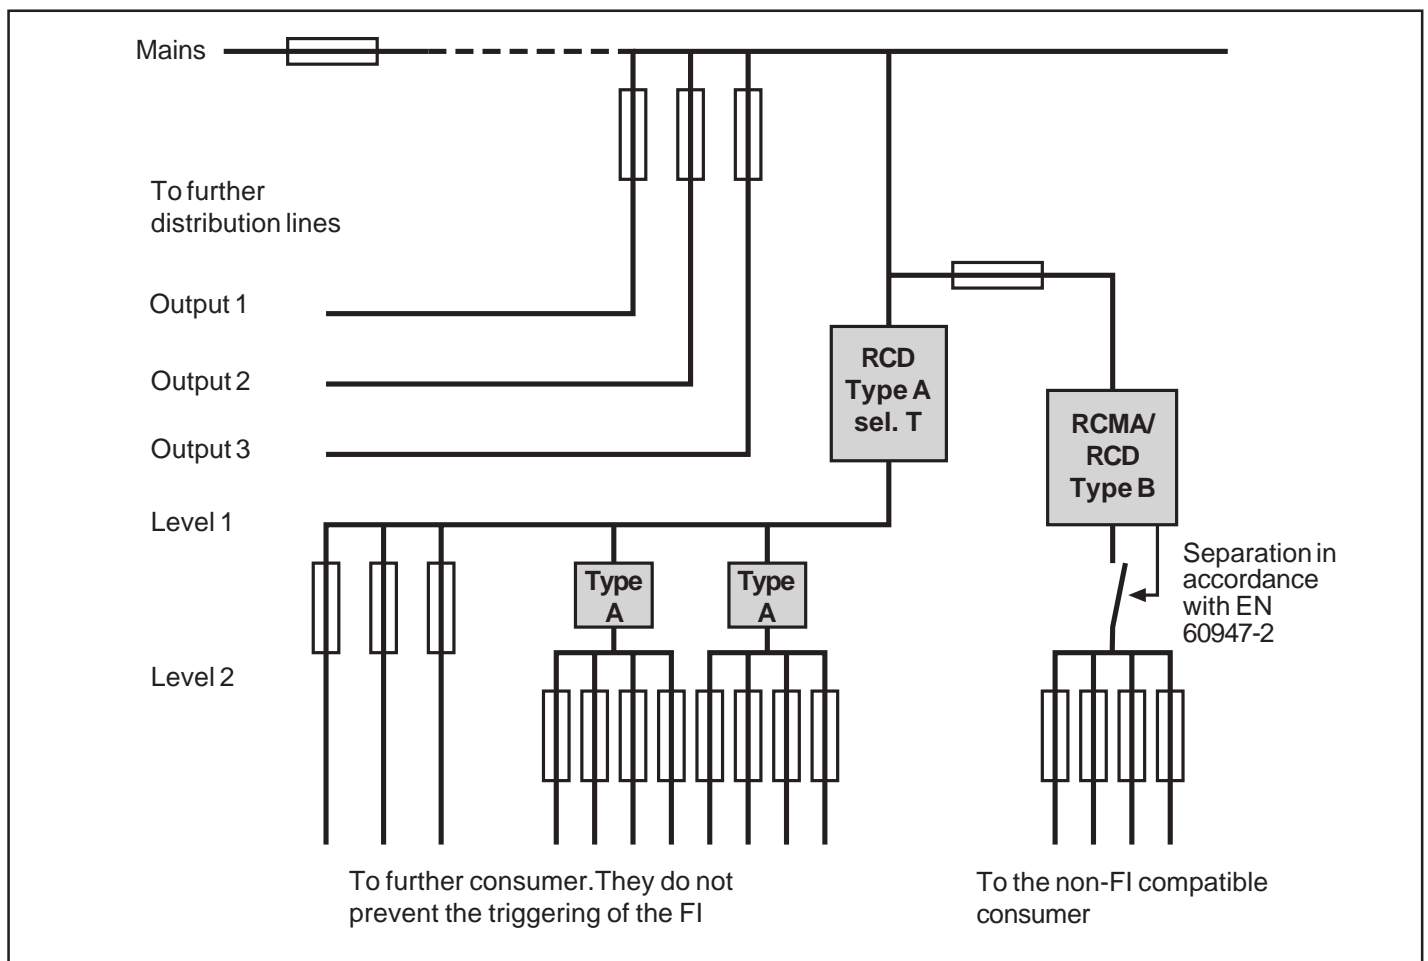 Mains
To further
distribution lines
Output 1
Output 2
Output 3
Level 1
Level 2
RCD
Type A
sel. T
RCMA/
RCD
Type B
Type
A
Type
A
Separation in
accordance
with EN
60947-2
To further consumer. They do not
prevent the triggering of the FI
To the non-FI compatible
consumer